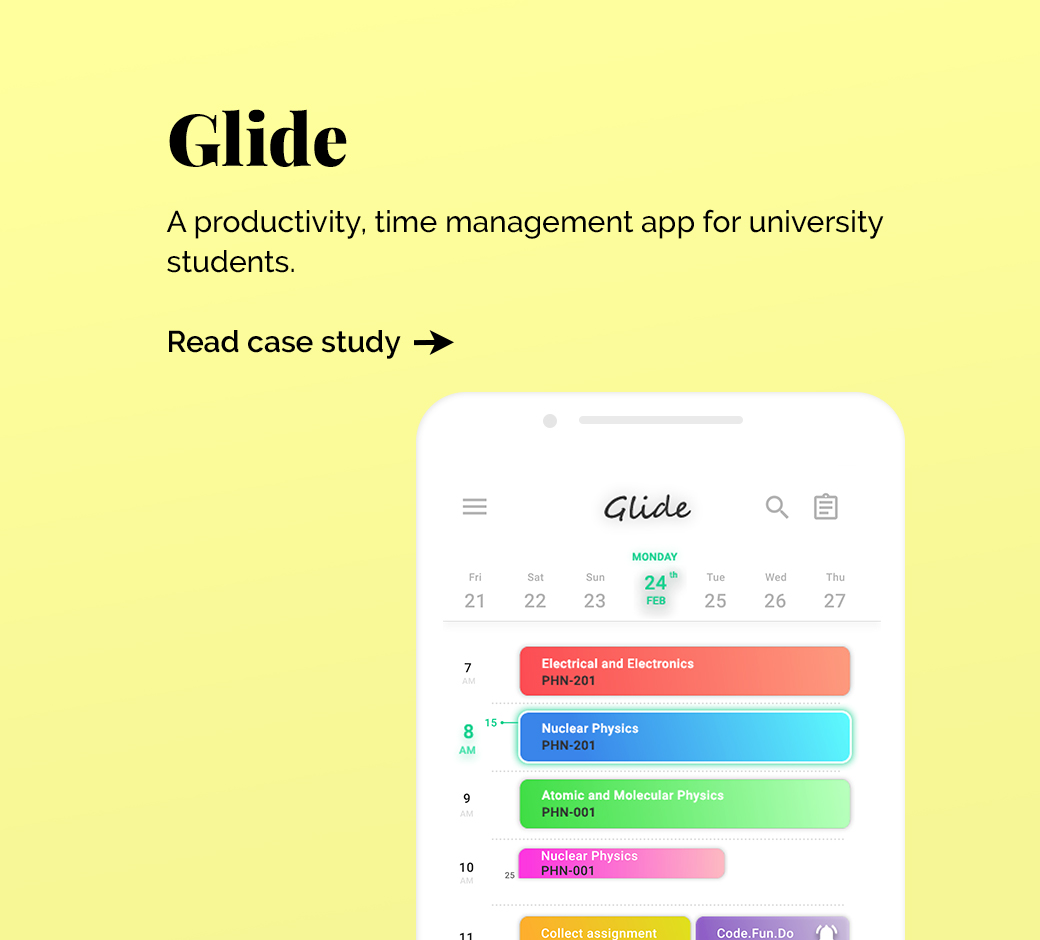 Glide
A productivity, time management app for university
students.
Read case study
Glide
MONDAY
Fri Sat Sun 24th Tue Wed Thu
21 22 23 FEB 25 26 27
7 AM
Electrical and Electronics
PHN-201
15
8 AM
Nuclear Physics
PHN-201
9 AM
Atomic and Molecular Physics
PHN-001
10 AM
25
Nuclear Physics
PHN-001
11
Collect assignment
Code.Fun.Do